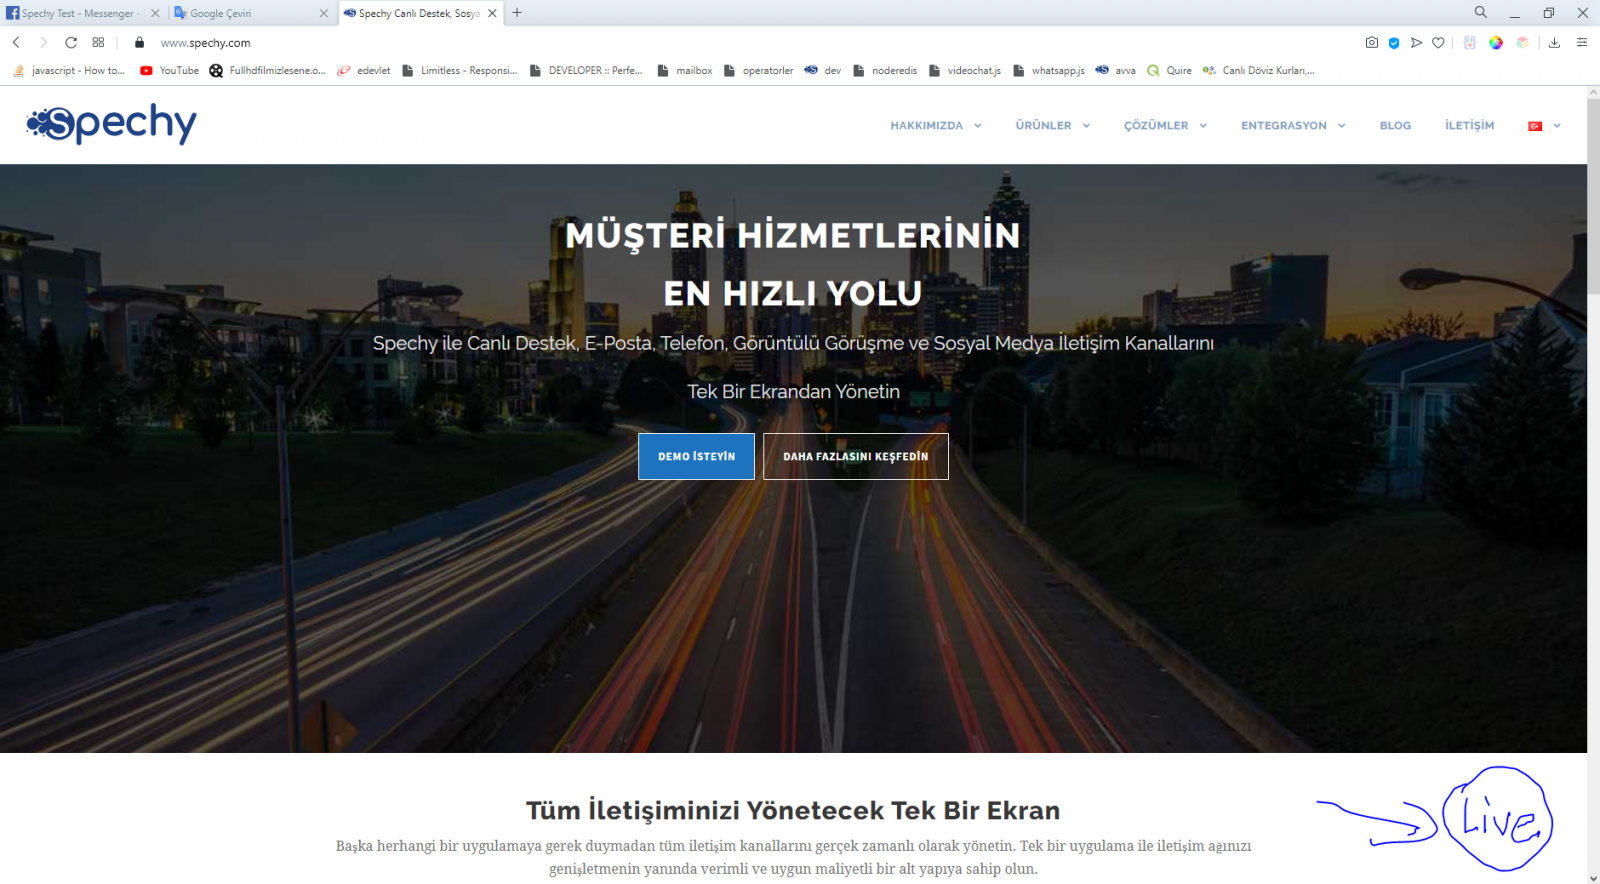 Spechy Test - Messenger -
Google Çeviri
Spechy Canlı Destek, Sosya
www.spechy.com
javascript - How to...
YouTube
Fullhdfilmizlesene.o...
edevlet
Limitless - Responsi...
DEVELOPER :: Perfe...
mailbox
operatorler
dev
noderedis
videochat.js
whatsapp.js
avva
Quire
Canlı Döviz Kurları,...
Spechy
HAKKIMIZDA
ÜRÜNLER
ÇÖZÜMLER
ENTEGRASYON
BLOG
İLETİŞİM
MÜŞTERİ HİZMETLERİNİN
EN HIZLI YOLU
Spechy ile Canlı Destek, E-Posta, Telefon, Görüntülü Görüşme ve Sosyal Medya İletişim Kanallarını
Tek Bir Ekrandan Yönetin
DEMO İSTEYİN
DAHA FAZLASINI KEŞFEDİN
Tüm İletişiminizi Yönetecek Tek Bir Ekran
Başka herhangi bir uygulamaya gerek duymadan tüm iletişim kanallarını gerçek zamanlı olarak yönetin. Tek bir uygulama ile iletişim ağınızı
genişletmenin yanında verimli ve uygun maliyetli bir alt yapıya sahip olun.
Live